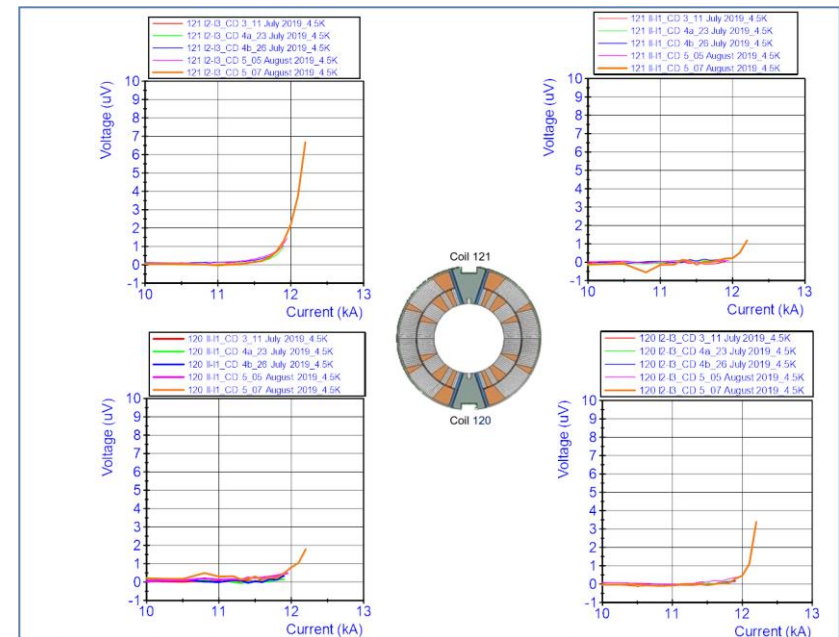 121 I2-I3_CD 3_11 July 2019_4.5K
121 I2-I3_CD 4a_23 July 2019_4.5K
121 I2-I3_CD 4b_26 July 2019_4.5K
121 I2-I3_CD 5_05 August 2019_4.5K
121 I2-I3_CD 5_07 August 2019_4.5K
Voltage (uV)
10
9
8
7
6
5
4
3
2
1
0
-1
10
11
12
13
Current (kA)
121 II-I1_CD 3_11 July 2019_4.5K
121 II-I1_CD 4a_23 July 2019_4.5K
121 II-I1_CD 4b_26 July 2019_4.5K
121 II-I1_CD 5_05 August 2019_4.5K
121 II-I1_CD 5_07 August 2019_4.5K
Voltage (uV)
10
9
8
7
6
5
4
3
2
1
0
-1
10
11
12
13
Current (kA)
Coil 121
Coil 120
120 II-I1_CD 3_11 July 2019_4.5K
120 II-I1_CD 4a_23 July 2019_4.5K
120 II-I1_CD 4b_26 July 2019_4.5K
120 II-I1_CD 5_05 August 2019_4.5K
120 II-I1_CD 5_07 August 2019_4.5K
Voltage (uV)
10
9
8
7
6
5
4
3
2
1
0
-1
10
11
12
13
Current (kA)
120 I2-I3_CD 3_11 July 2019_4.5K
120 I2-I3_CD 4a_23 July 2019_4.5K
120 I2-I3_CD 4b_26 July 2019_4.5K
120 I2-I3_CD 5_05 August 2019_4.5K
120 I2-I3_CD 5_07 August 2019_4.5K
Voltage (uV)
10
9
8
7
6
5
4
3
2
1
0
-1
10
11
12
13
Current (kA)